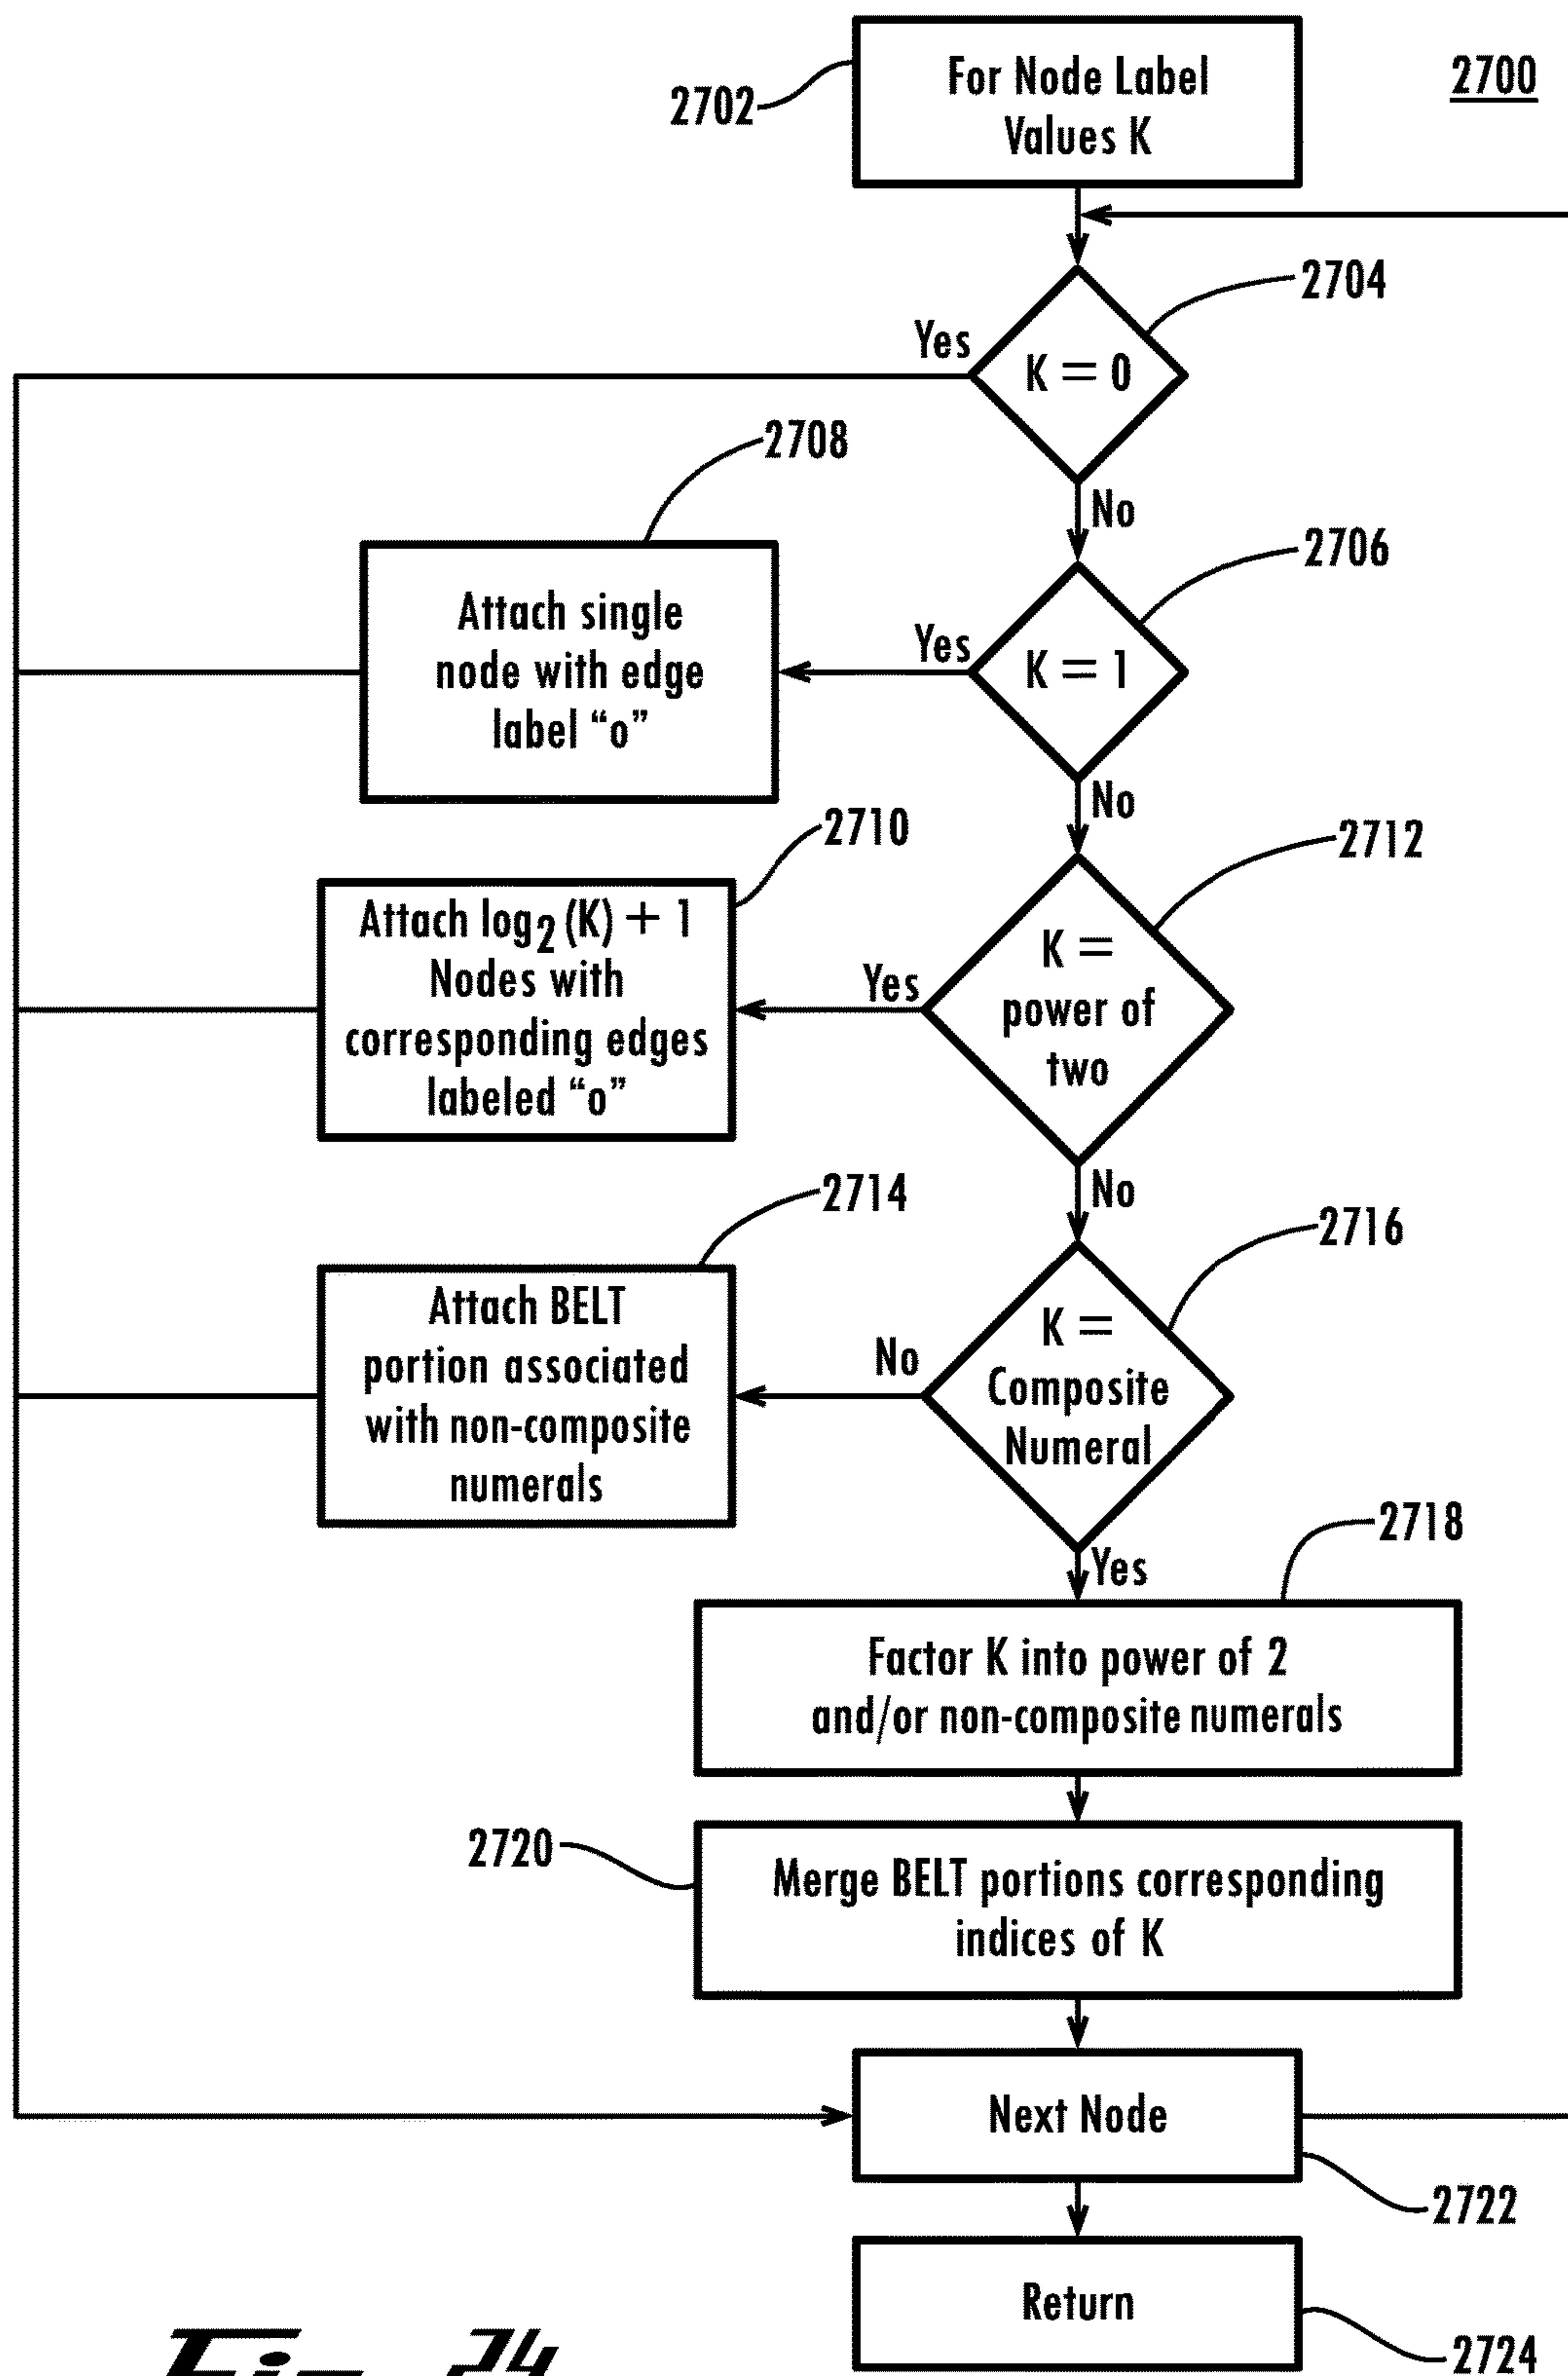 For Node Label
Values K
2700
2702
2704
Yes
K = 0
No
2708
2706
Attach single
node with edge
label “o”
Yes
K = 1
No
2710
2712
Attach log2 (K) + 1
Nodes with
corresponding edges
labeled “o”
Yes
K =
power of
two
No
2714
2716
Attach BELT
portion associated
with non-composite
numerals
No
K =
Composite
Numeral
Yes
2718
Factor K into power of 2
and/or non-composite numerals
2720
Merge BELT portions corresponding
indices of K
Next Node
2722
Return
2724
Fig. 24